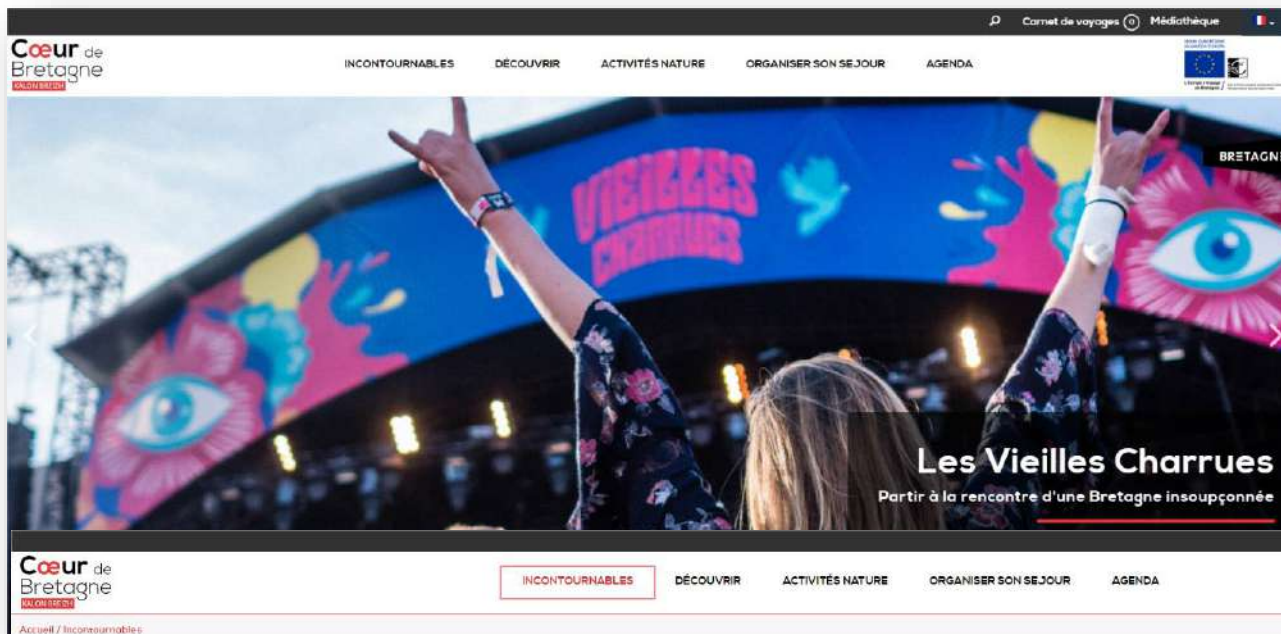 Carnet de voyages 0 Médiathèque
Cœur de
Bretagne
KALON BREIZH
INCONTOURNABLES DÉCOUVRIR ACTIVITÉS NATURE ORGANISER SON SEJOUR AGENDA
BRETAGNE
VIEILLES
CHARRUES
Les Vieilles Charrues
Partir à la rencontre d'une Bretagne insoupçonnée
Cœur de
Bretagne
KALON BREIZH
INCONTOURNABLES DÉCOUVRIR ACTIVITÉS NATURE ORGANISER SON SEJOUR AGENDA
Accueil / Incontournables